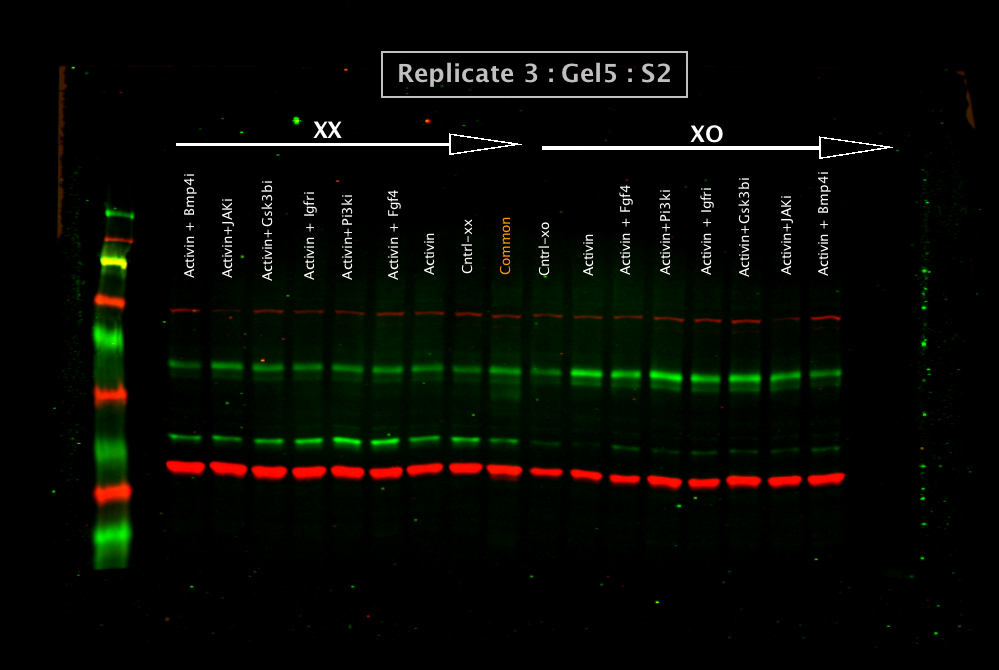 Replicate 3 : Gel5 : S2
XX
XO
Activin + Bmp4i
Activin+JAKi
Activin+Gsk3bi
Activin + Igfri
Activin+Pi3ki
Activin + Fgf4
Activin
Cntrl-xx
Common
Cntrl-xo
Activin
Activin + Fgf4
Activin+Pi3ki
Activin + Igfri
Activin+Gsk3bi
Activin+JAKi
Activin + Bmp4i